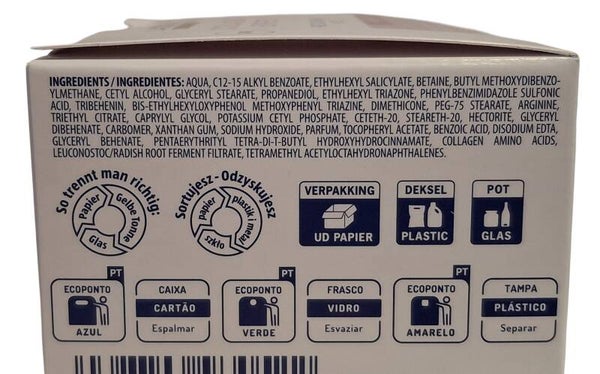 INGREDIENTS / INGREDIENTES: AQUA, C12-15 ALKYL BENZOATE, ETHYLHEXYL SALICYLATE, BETAINE, BUTYL METHOXYDIBENZO-
YLMETHANE, CETYL ALCOHOL, GLYCERYL STEARATE, PROPANEDIOL, ETHYLHEXYL TRIAZONE, PHENYLBENZIMIDAZOLE SULFONIC
ACID, TRIBEHENIN, BIS-ETHYLHEXYLOXYPHENOL METHOXYPHENYL TRIAZINE, DIMETHICONE, PEG-75 STEARATE, ARGININE,
TRIETHYL CITRATE, CAPRYLYL GLYCOL, POTASSIUM CETYL PHOSPHATE, CETETH-20, STEARETH-20, HECTORITE, GLYCERYL
DIBEHENATE, CARBOMER, XANTHAN GUM, SODIUM HYDROXIDE, PARFUM, TOCOPHERYL ACETATE, BENZOIC ACID, DISODIUM EDTA,
GLYCERYL BEHENATE, PENTAERYTHRITYL TETRA-DI-T-BUTYL HYDROXYHYDROCINNAMATE, COLLAGEN AMINO ACIDS,
LEUCONOSTOC/RADISH ROOT FERMENT FILTRATE, TETRAMETHYL ACETYLOCTAHYDRONAPHTHALENES.
So trennt man richtig:
Papier
Gelbe Tonne
Glas
Sortujesz - Odzyskujesz
papier
plastik i metal
szkło
VERPAKKING
UD PAPIER
DEKSEL
PLASTIC
POT
GLAS
PT
ECOPONTO
AZUL
CAIXA
CARTÃO
Espalmar
PT
ECOPONTO
VERDE
FRASCO
VIDRO
Esvaziar
PT
ECOPONTO
AMARELO
TAMPA
PLÁSTICO
Separar